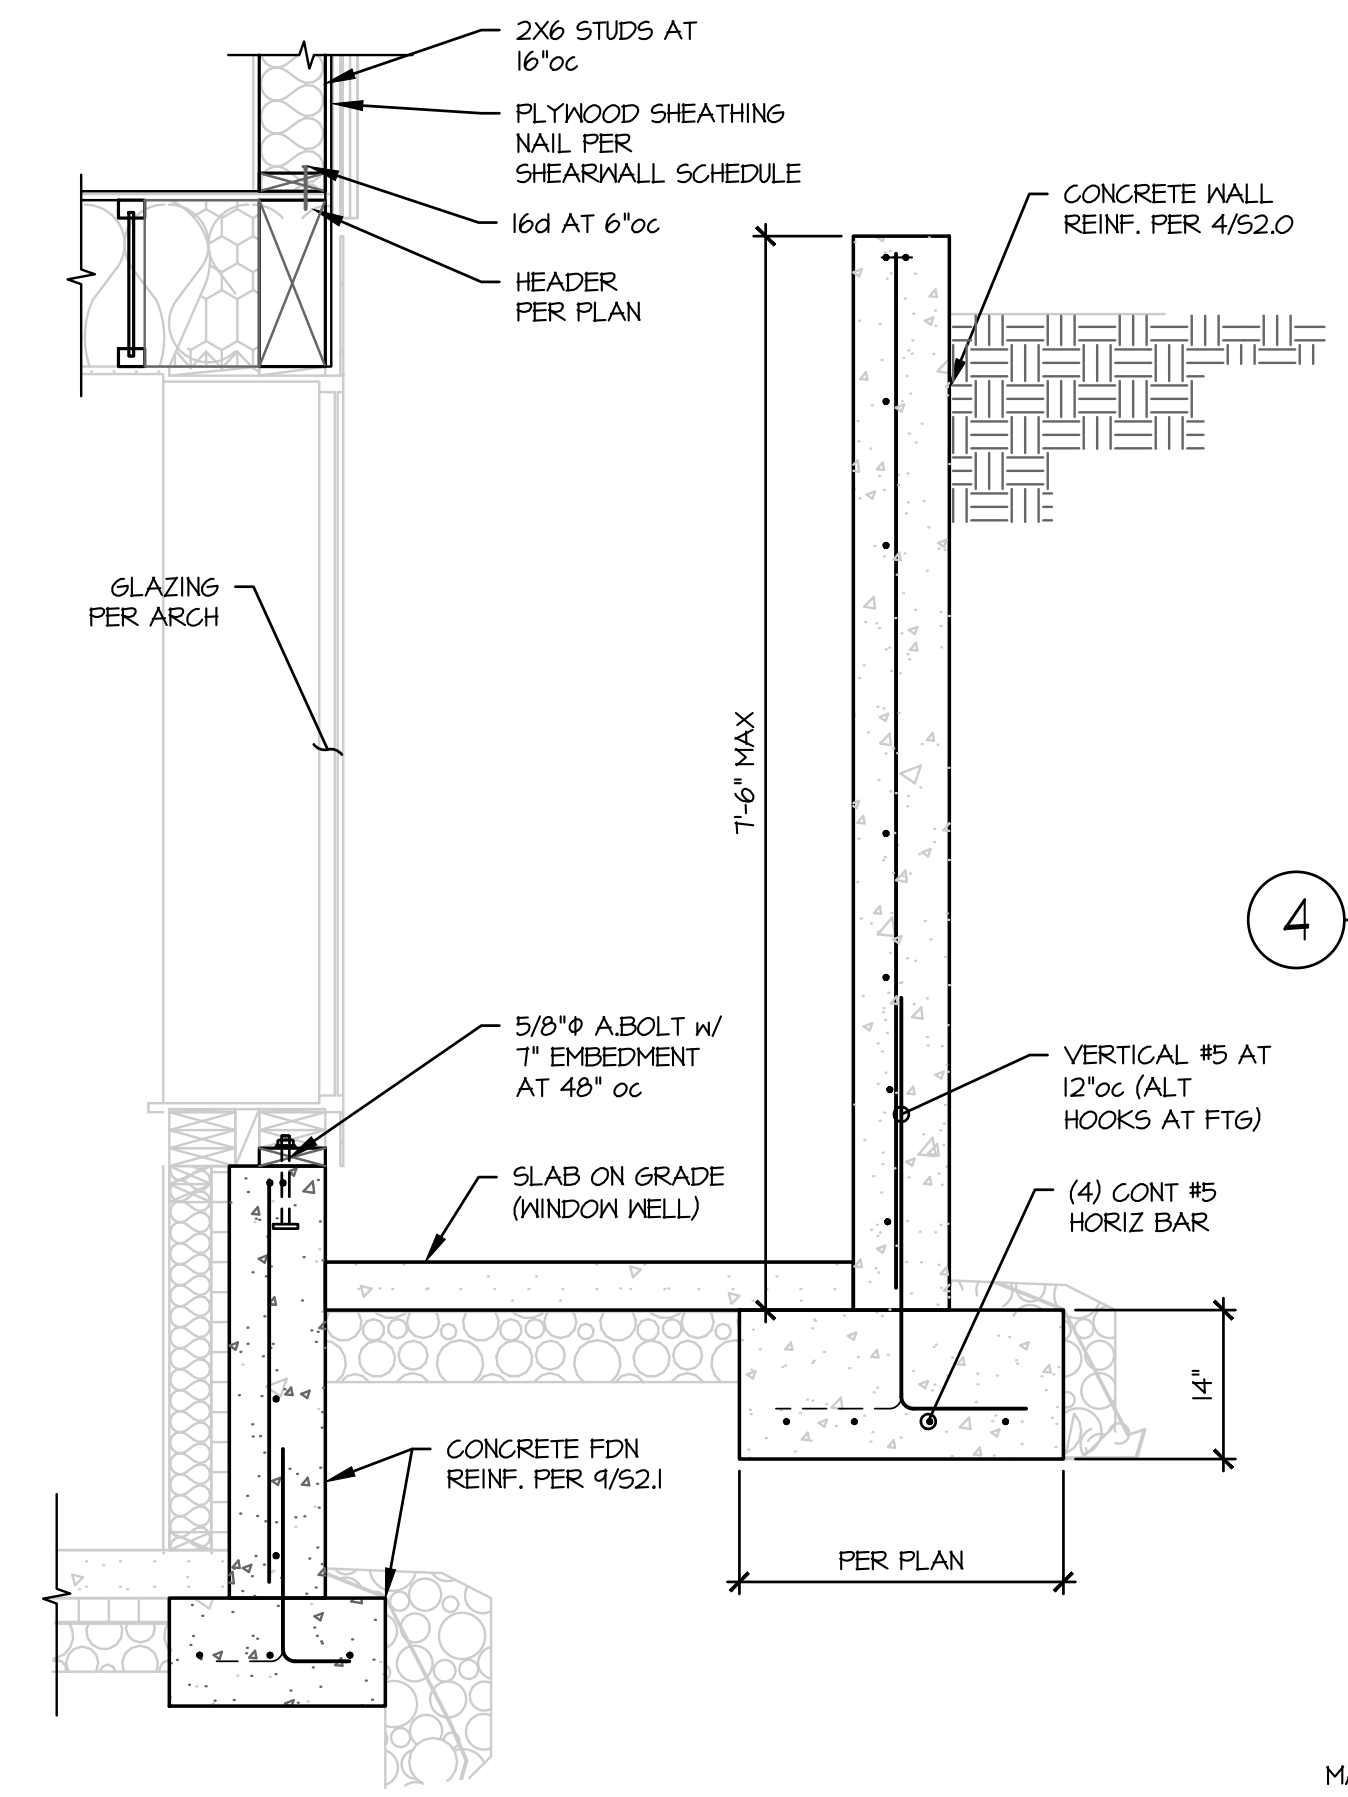 2X6 STUDS AT
16"oc
PLYWOOD SHEATHING
NAIL PER
SHEARWALL SCHEDULE
16d AT 6"oc
HEADER
PER PLAN
CONCRETE WALL
REINF. PER 4/S2.0
GLAZING
PER ARCH
7'-6" MAX
4
5/8"Φ A.BOLT w/
7" EMBEDMENT
AT 48" oc
VERTICAL #5 AT
12"oc (ALT
HOOKS AT FTG)
SLAB ON GRADE
(WINDOW WELL)
(4) CONT #5
HORIZ BAR
14"
CONCRETE FDN
REINF. PER 9/S2.1
PER PLAN